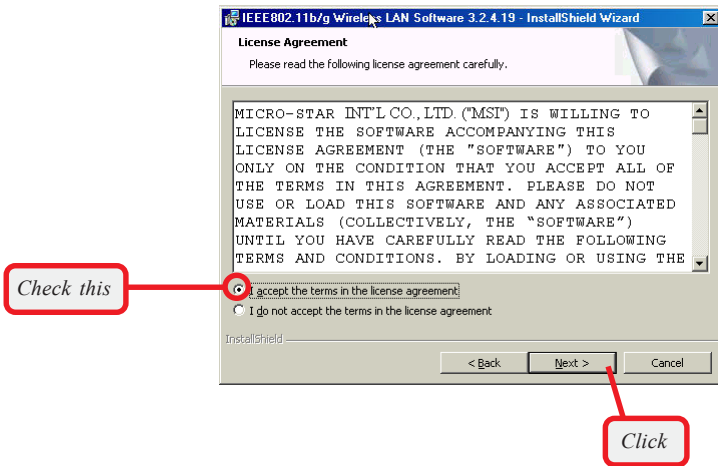 IEEE802.11b/g Wireless LAN Software 3.2.4.19 - InstallShield Wizard
License Agreement
Please read the following license agreement carefully.
MICRO-STAR INT'L CO., LTD. ("MSI") IS WILLING TO
LICENSE THE SOFTWARE ACCOMPANYING THIS
LICENSE AGREEMENT (THE "SOFTWARE") TO YOU
ONLY ON THE CONDITION THAT YOU ACCEPT ALL OF
THE TERMS IN THIS AGREEMENT. PLEASE DO NOT
USE OR LOAD THIS SOFTWARE AND ANY ASSOCIATED
MATERIALS (COLLECTIVELY, THE “SOFTWARE”)
UNTIL YOU HAVE CAREFULLY READ THE FOLLOWING
TERMS AND CONDITIONS. BY LOADING OR USING THE
Check this
I accept the terms in the license agreement
I do not accept the terms in the license agreement
InstallShield
< Back
Next >
Cancel
Click